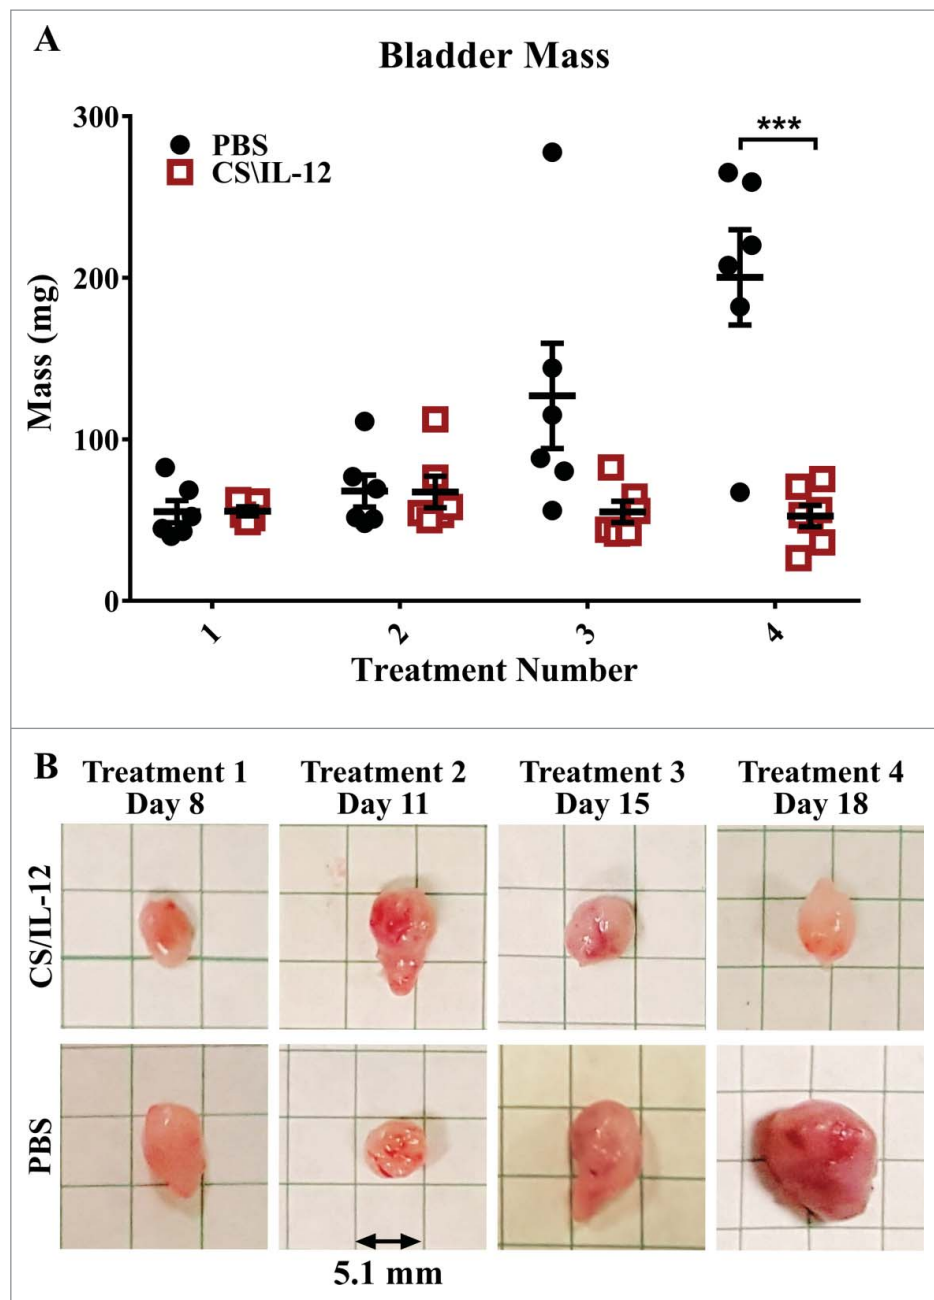 A
Bladder Mass
300
200
100
0
Mass (mg)
PBS
CS\IL-12
***
1
2
3
4
Treatment Number
B
Treatment 1
Day 8
Treatment 2
Day 11
Treatment 3
Day 15
Treatment 4
Day 18
CS/IL-12
PBS
5.1 mm